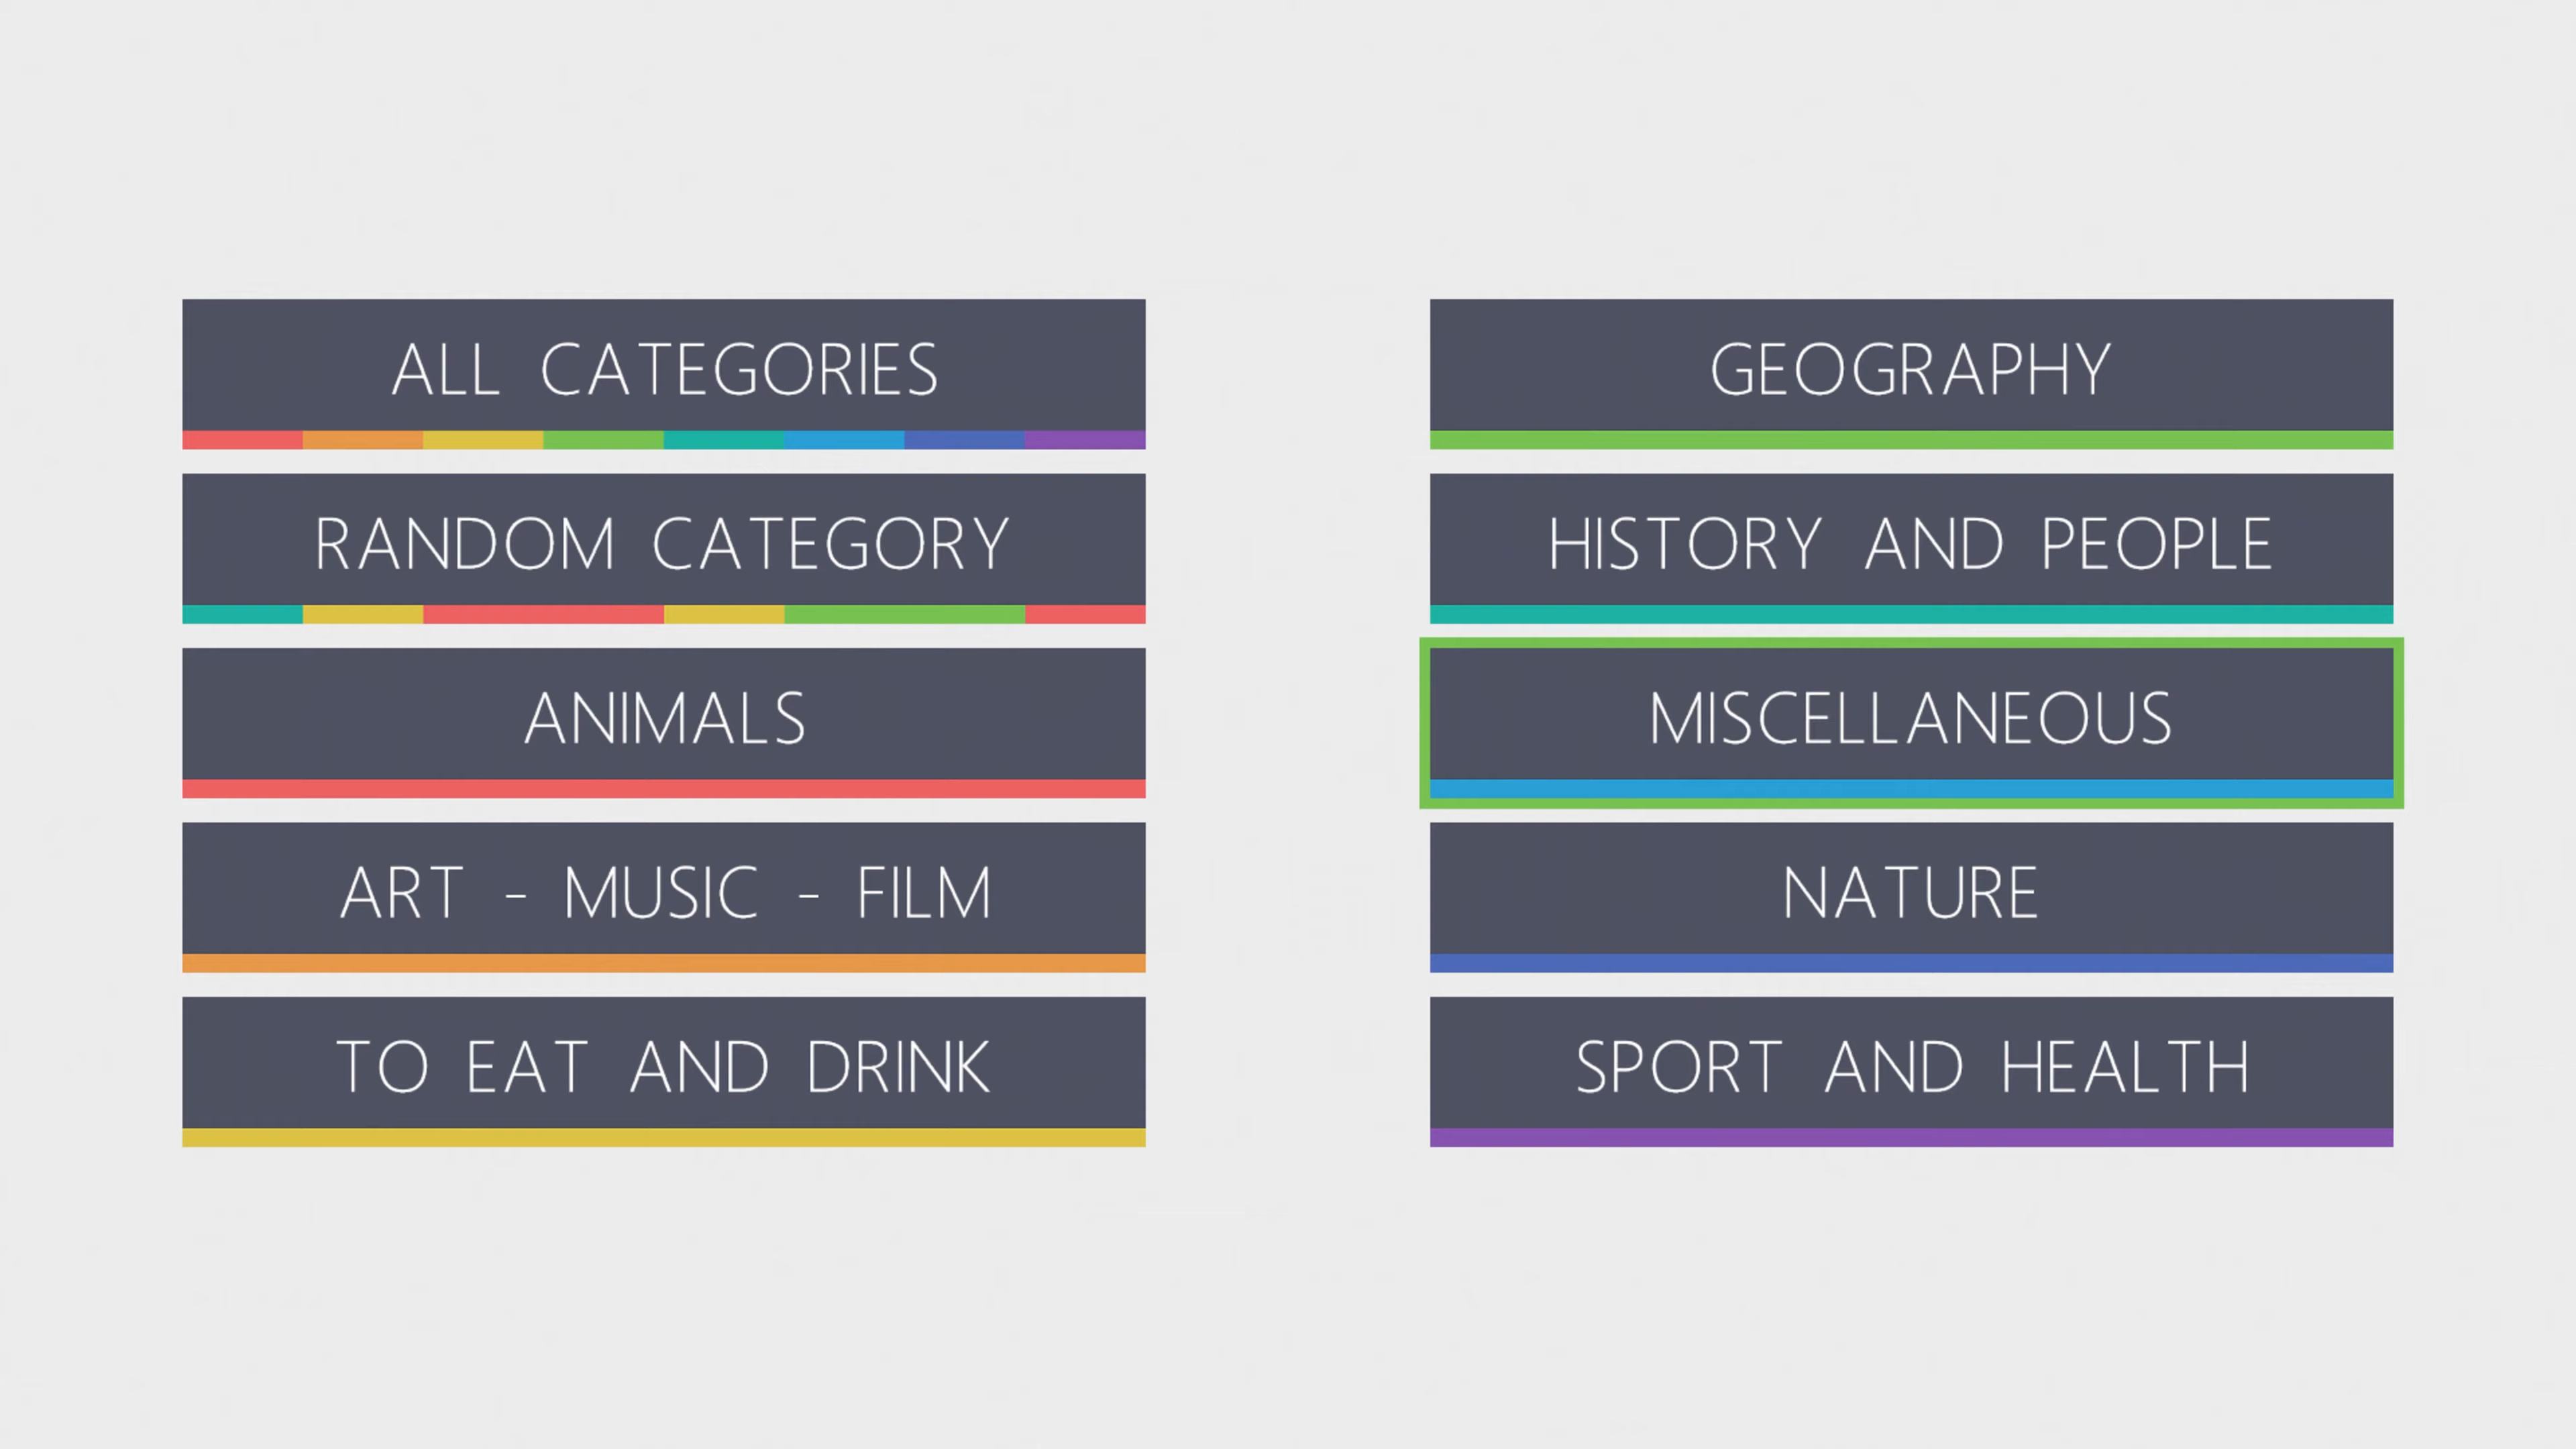 ALL CATEGORIES
RANDOM CATEGORY
ANIMALS
ART - MUSIC - FILM
TO EAT AND DRINK
GEOGRAPHY
HISTORY AND PEOPLE
MISCELLANEOUS
NATURE
SPORT AND HEALTH